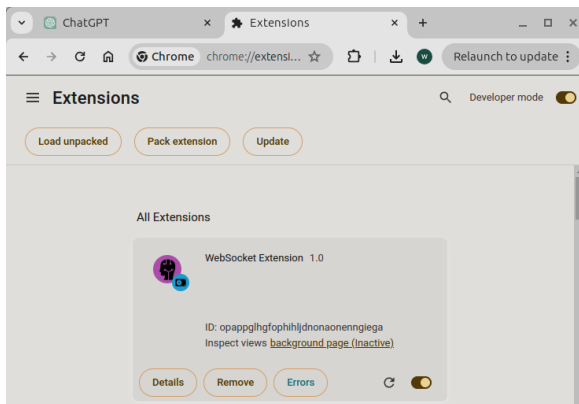 ChatGPT
Extensions
Chrome chrome://extensi...
W
Relaunch to update
Extensions
Developer mode
Load unpacked
Pack extension
Update
All Extensions
WebSocket Extension 1.0
ID: opappglhgfophihljdnonaonenngiega
Inspect views background page (Inactive)
Details
Remove
Errors